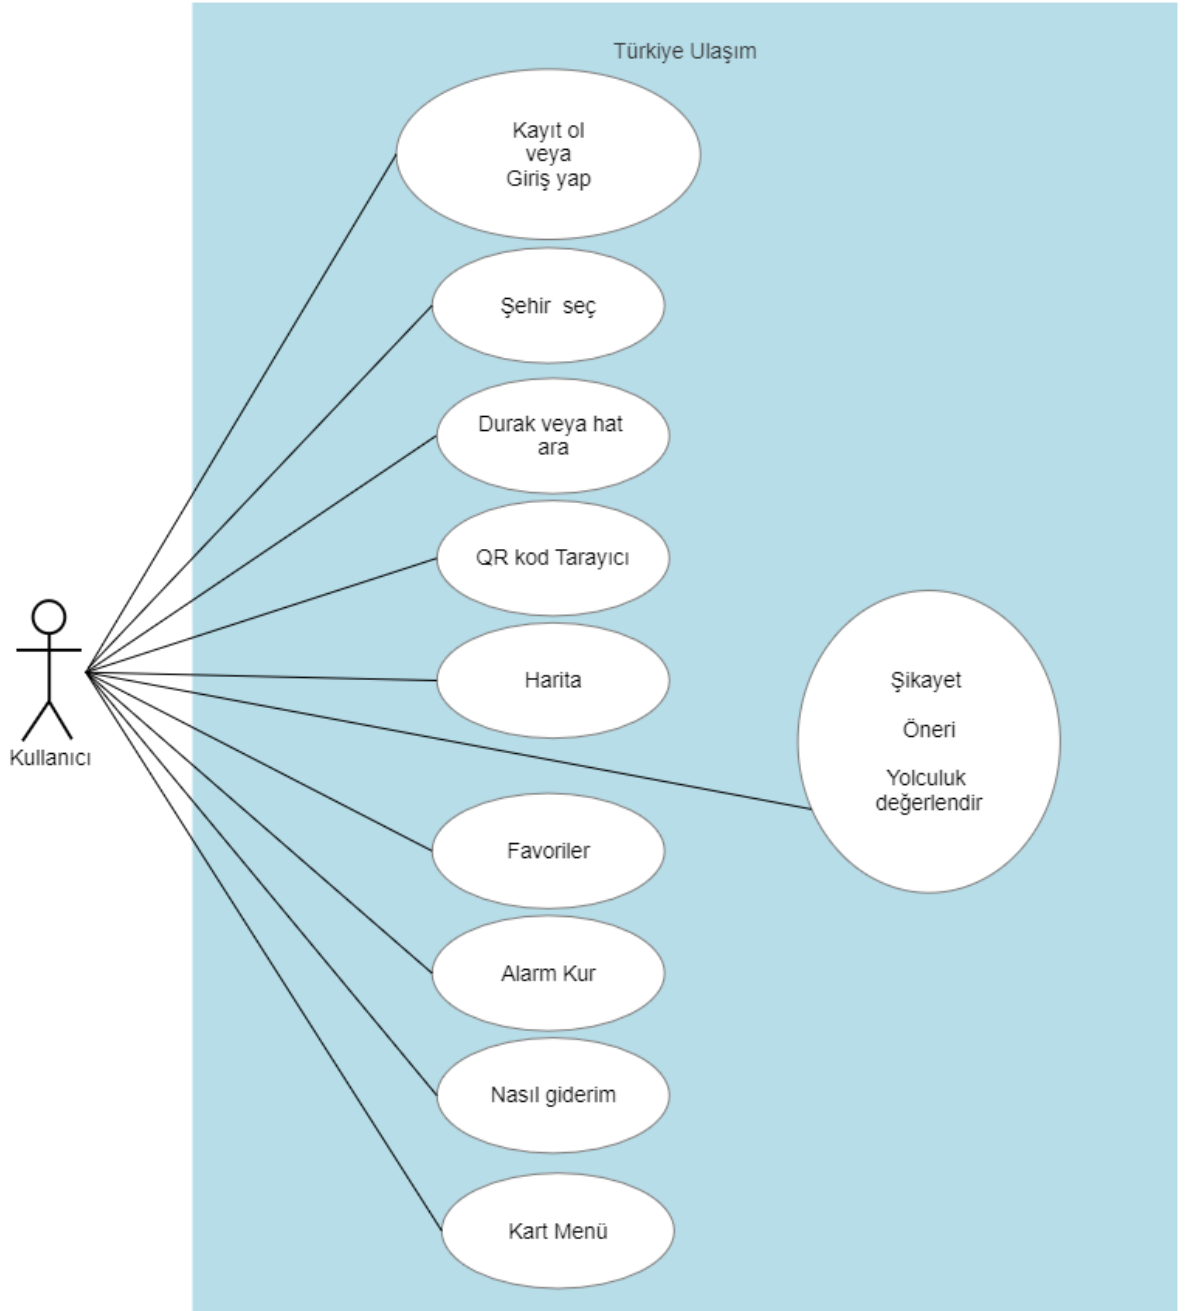 Türkiye Ulaşım
Kayıt ol
veya
Giriş yap
Şehir seç
Durak veya hat
ara
QR kod Tarayıcı
Harita
Şikayet
Öneri
Yolculuk
değerlendir
Kullanıcı
Favoriler
Alarm Kur
Nasıl giderim
Kart Menü